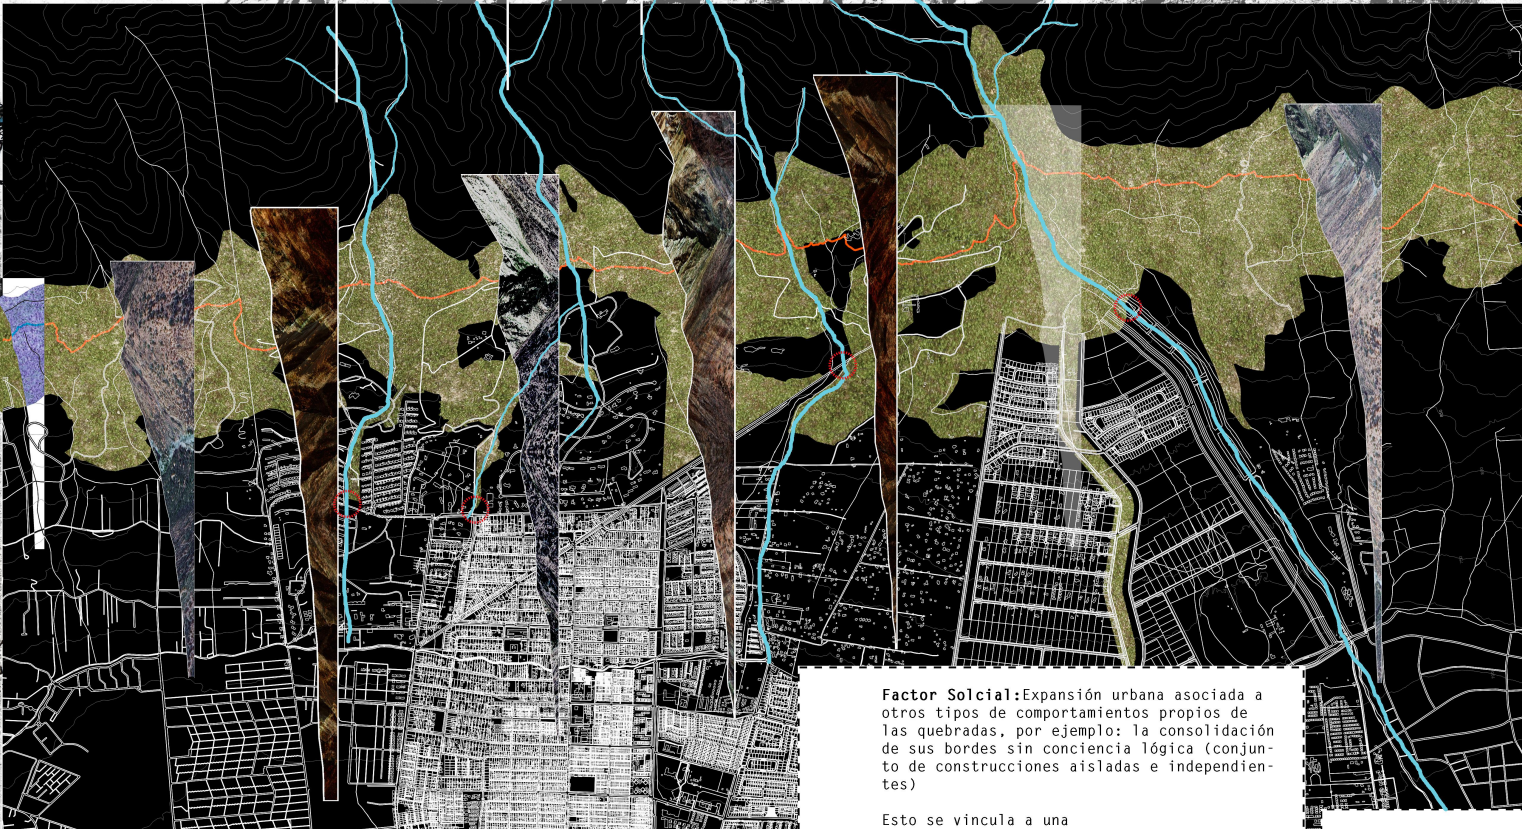 Factor Solcial:Expansión urbana asociada a
otros tipos de comportamientos propios de
las quebradas, por ejemplo: la consolidación
de sus bordes sin conciencia lógica (conjun-
to de construcciones aisladas e independien-
tes)
Esto se vincula a una